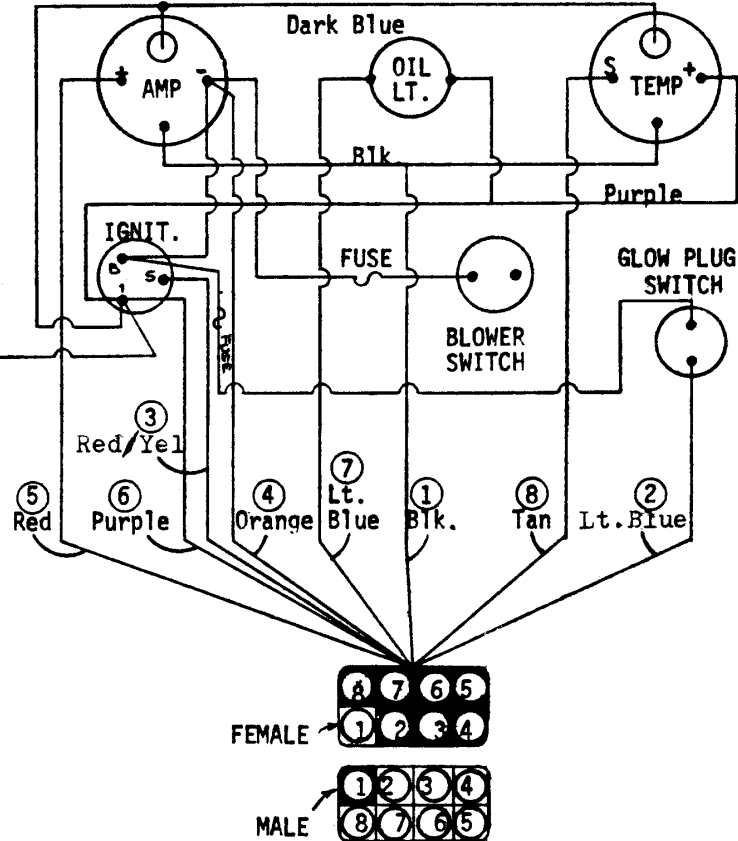 Dark Blue
OIL
LT.
+ AMP -
S TEMP +
Blk.
Purple
IGNIT.
B
S
I
FUSE
FUSE
GLOW PLUG
SWITCH
BLOWER
SWITCH
3
Red/Yel
5
Red
6
Purple
4
Orange
7
Lt.
Blue
1
Blk.
8
Tan
2
Lt.Blue
8 7 6 5
1 2 3 4
FEMALE
1 2 3 4
8 7 6 5
MALE